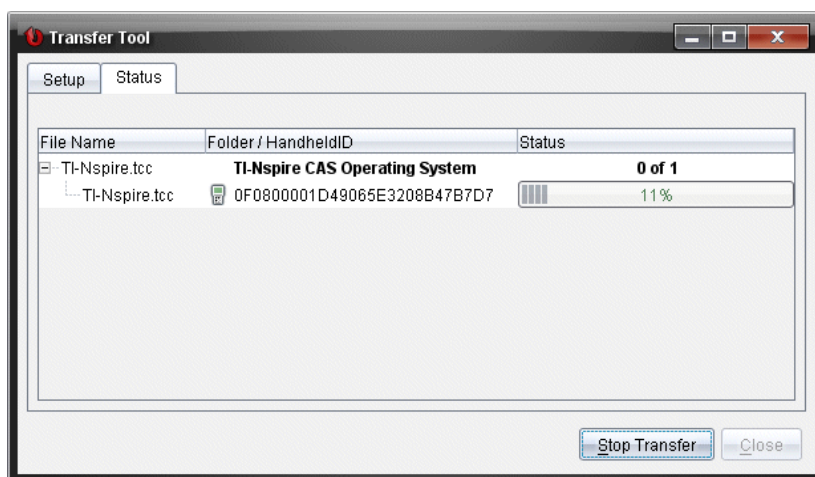 Transfer Tool
Setup Status
File Name Folder / HandheldID Status
TI-Nspire.tcc TI-Nspire CAS Operating System 0 of 1
TI-Nspire.tcc 0F0800001D49065E3208B47B7D7 11%
Stop Transfer Close